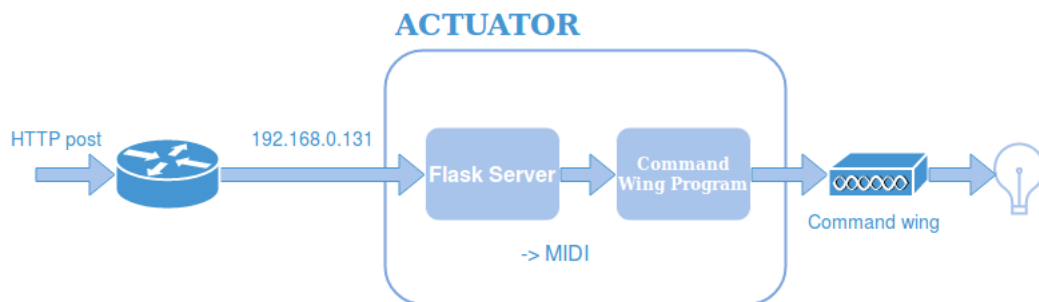 ACTUATOR
HTTP post
192.168.0.131
Flask Server
Command
Wing Program
Command wing
-> MIDI